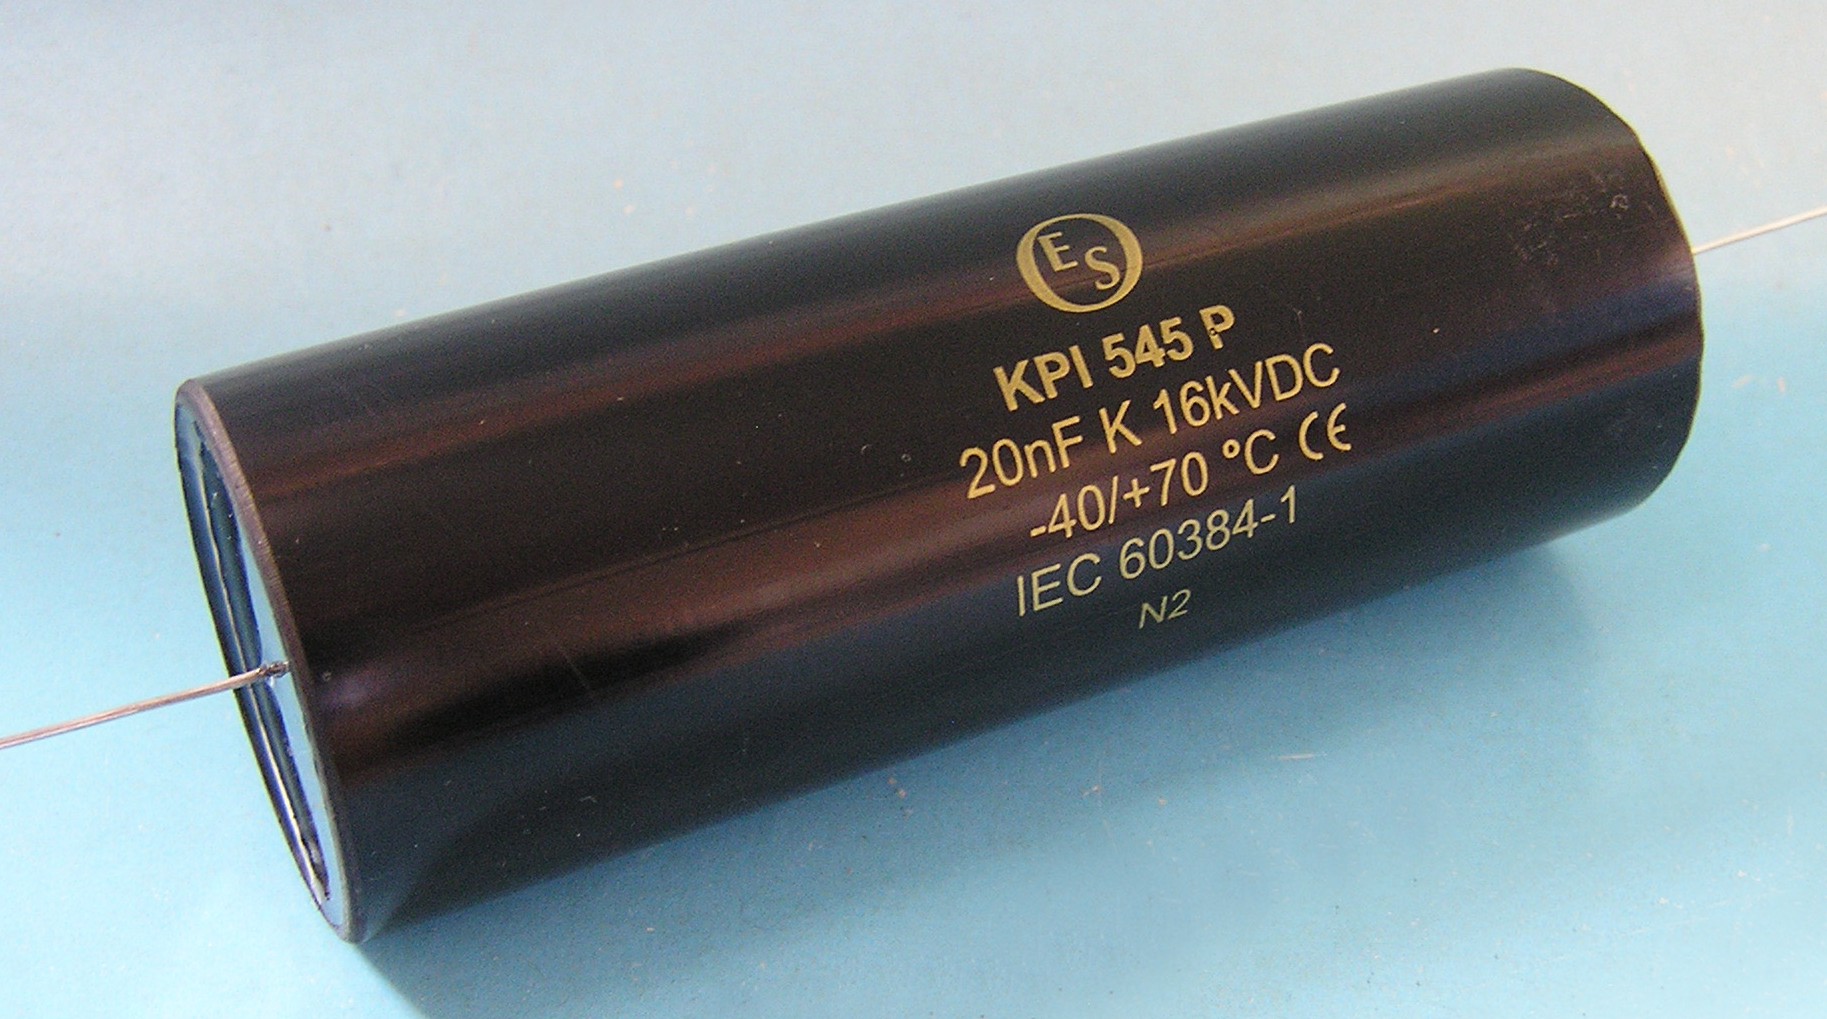 ES
KPI 545 P
20nF K 16kVDC
-40/+70 °C CE
IEC 60384-1
N2